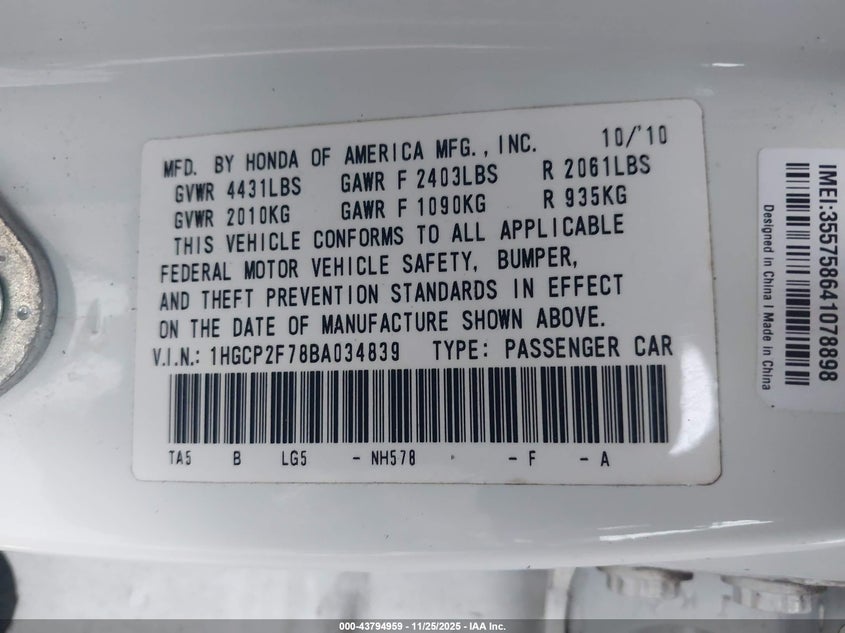 MFD. BY HONDA OF AMERICA MFG., INC. 10/'10
GVWR 4431LBS GAWR F 2403LBS R 2061LBS
GVWR 2010KG GAWR F 1090KG R 935KG
THIS VEHICLE CONFORMS TO ALL APPLICABLE
FEDERAL MOTOR VEHICLE SAFETY, BUMPER,
AND THEFT PREVENTION STANDARDS IN EFFECT
ON THE DATE OF MANUFACTURE SHOWN ABOVE.
V.I.N.: 1HGCP2F78BA034839 TYPE: PASSENGER CAR
TA5 B LG5 - NH578 - F - A
IMEI:355758641078898
Designed in China | Made in China
000-43794959 - 11/25/2025 - IAA Inc.